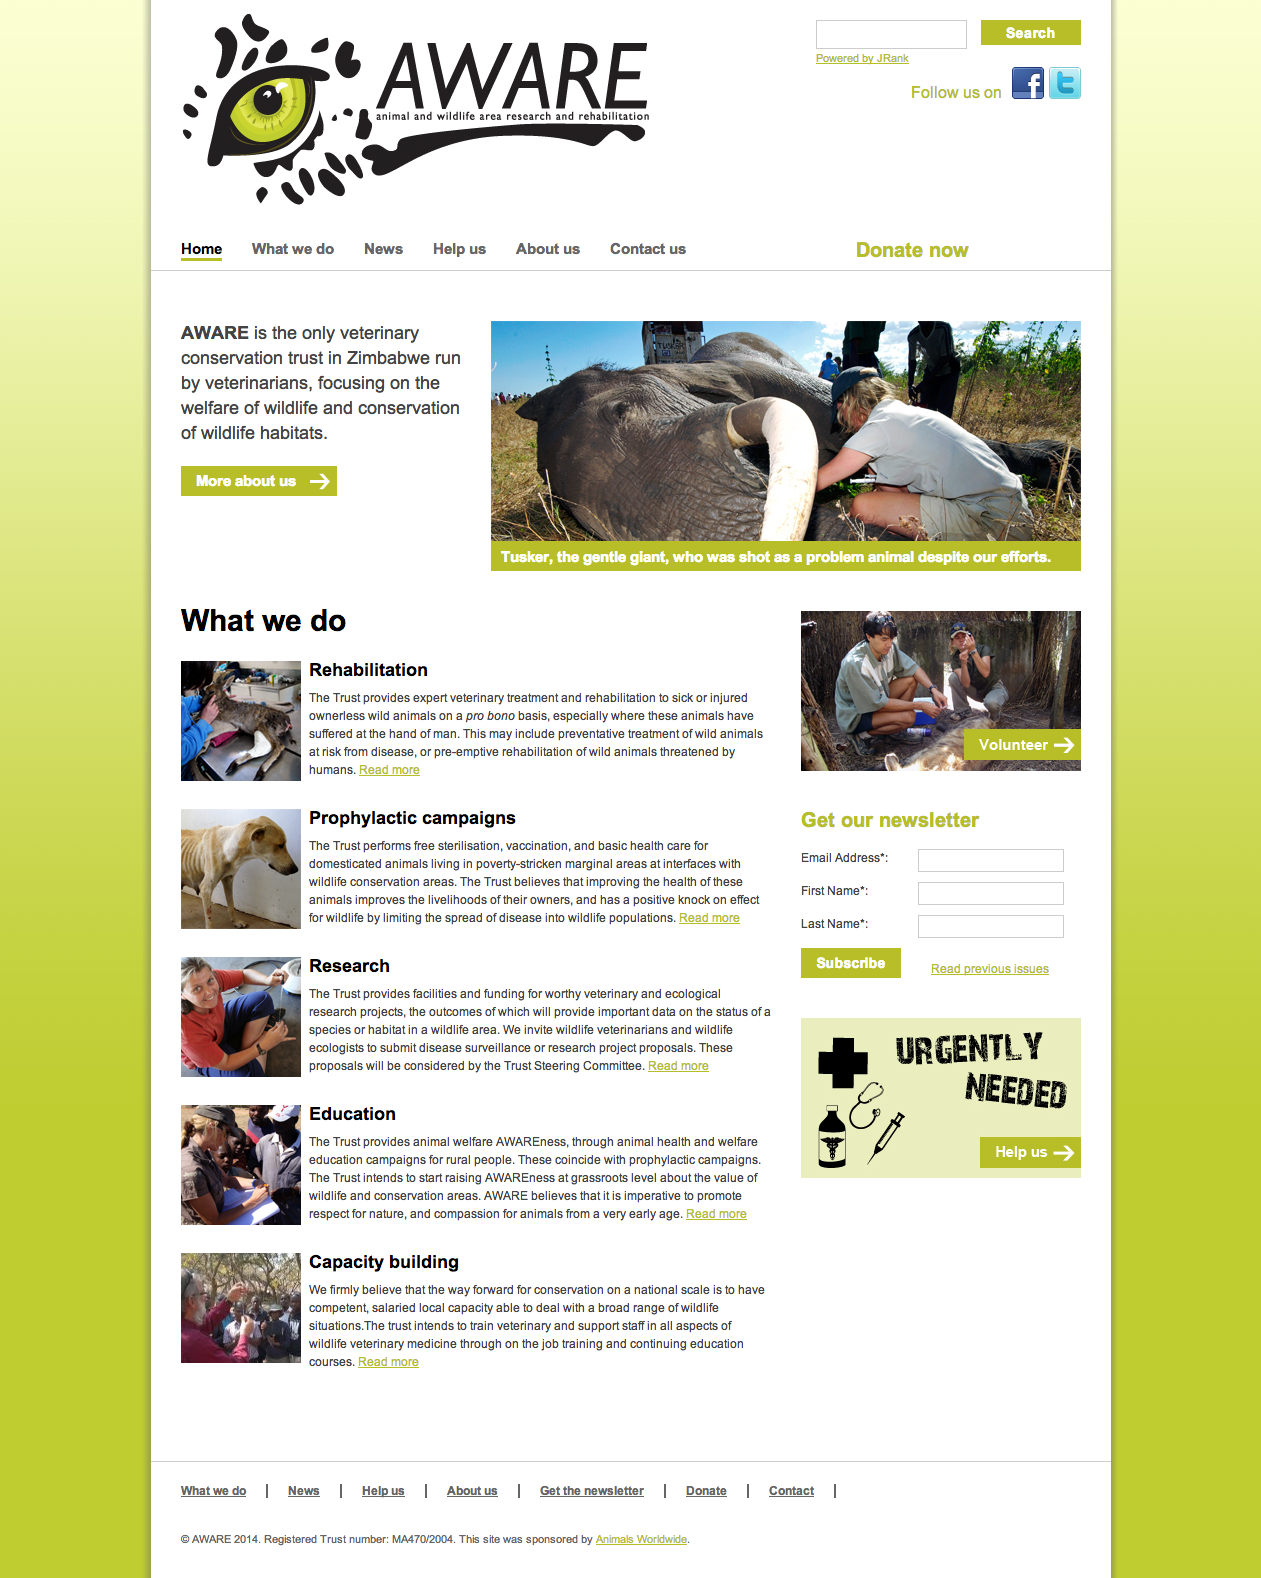 AWARE
animal and wildlife area research and rehabilitation
Search
Powered by JRank
Follow us on
Home What we do News Help us About us Contact us Donate now
AWARE is the only veterinary
conservation trust in Zimbabwe run
by veterinarians, focusing on the
welfare of wildlife and conservation
of wildlife habitats.
More about us
TUSKER
Tusker, the gentle giant, who was shot as a problem animal despite our efforts.
What we do
Rehabilitation
The Trust provides expert veterinary treatment and rehabilitation to sick or injured
ownerless wild animals on a pro bono basis, especially where these animals have
suffered at the hand of man. This may include preventative treatment of wild animals
at risk from disease, or pre-emptive rehabilitation of wild animals threatened by
humans. Read more
Prophylactic campaigns
The Trust performs free sterilisation, vaccination, and basic health care for
domesticated animals living in poverty-stricken marginal areas at interfaces with
wildlife conservation areas. The Trust believes that improving the health of these
animals improves the livelihoods of their owners, and has a positive knock on effect
for wildlife by limiting the spread of disease into wildlife populations. Read more
Research
The Trust provides facilities and funding for worthy veterinary and ecological
research projects, the outcomes of which will provide important data on the status of a
species or habitat in a wildlife area. We invite wildlife veterinarians and wildlife
ecologists to submit disease surveillance or research project proposals. These
proposals will be considered by the Trust Steering Committee. Read more
Education
The Trust provides animal welfare AWAREness, through animal health and welfare
education campaigns for rural people. These coincide with prophylactic campaigns.
The Trust intends to start raising AWAREness at grassroots level about the value of
wildlife and conservation areas. AWARE believes that it is imperative to promote
respect for nature, and compassion for animals from a very early age. Read more
Capacity building
We firmly believe that the way forward for conservation on a national scale is to have
competent, salaried local capacity able to deal with a broad range of wildlife
situations.The trust intends to train veterinary and support staff in all aspects of
wildlife veterinary medicine through on the job training and continuing education
courses. Read more
Volunteer
Get our newsletter
Email Address*:
First Name*:
Last Name*:
Subscribe
Read previous issues
URGENTLY
NEEDED
Help us
What we do | News | Help us | About us | Get the newsletter | Donate | Contact |
© AWARE 2014. Registered Trust number: MA470/2004. This site was sponsored by Animals Worldwide.